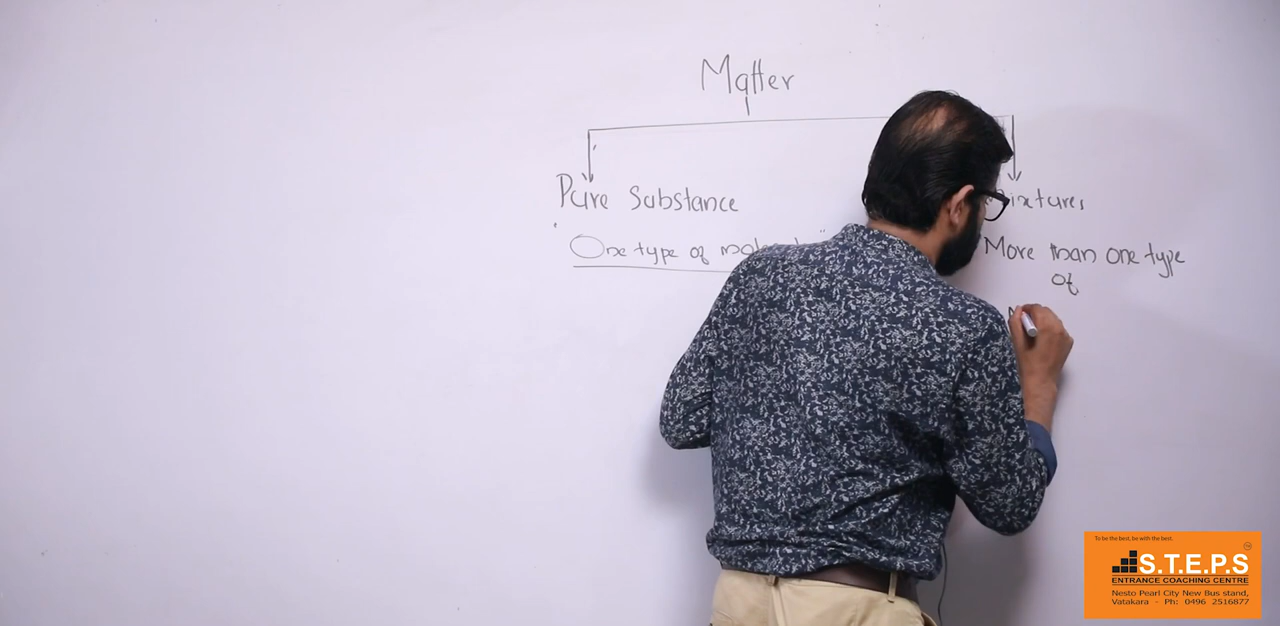 Matter
Pure Substance
Mixtures
One type of
"More than one type
of
To be the best, be with the best.
S.T.E.P.S
ENTRANCE COACHING CENTRE
Nesto Pearl City New Bus stand,
Vatakara - Ph: 0496 2516877